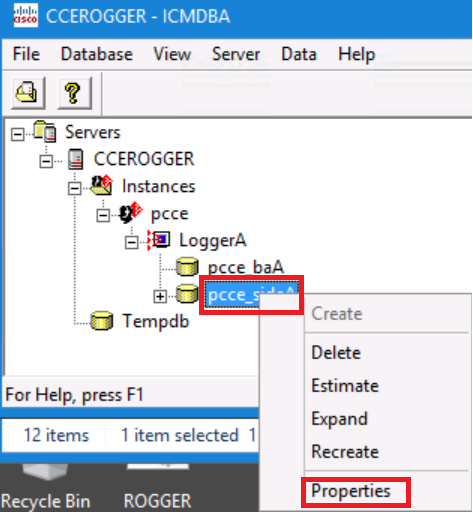 CISCO
CCEROGGER - ICMDBA
File Database View Server Data Help
Servers
CCEROGGER
Instances
pcce
LoggerA
pcce_baA
pcce_sideA
Tempdb
Create
Delete
Estimate
Expand
Recreate
Properties
For Help, press F1
12 items 1 item selected 1
Recycle Bin ROGGER